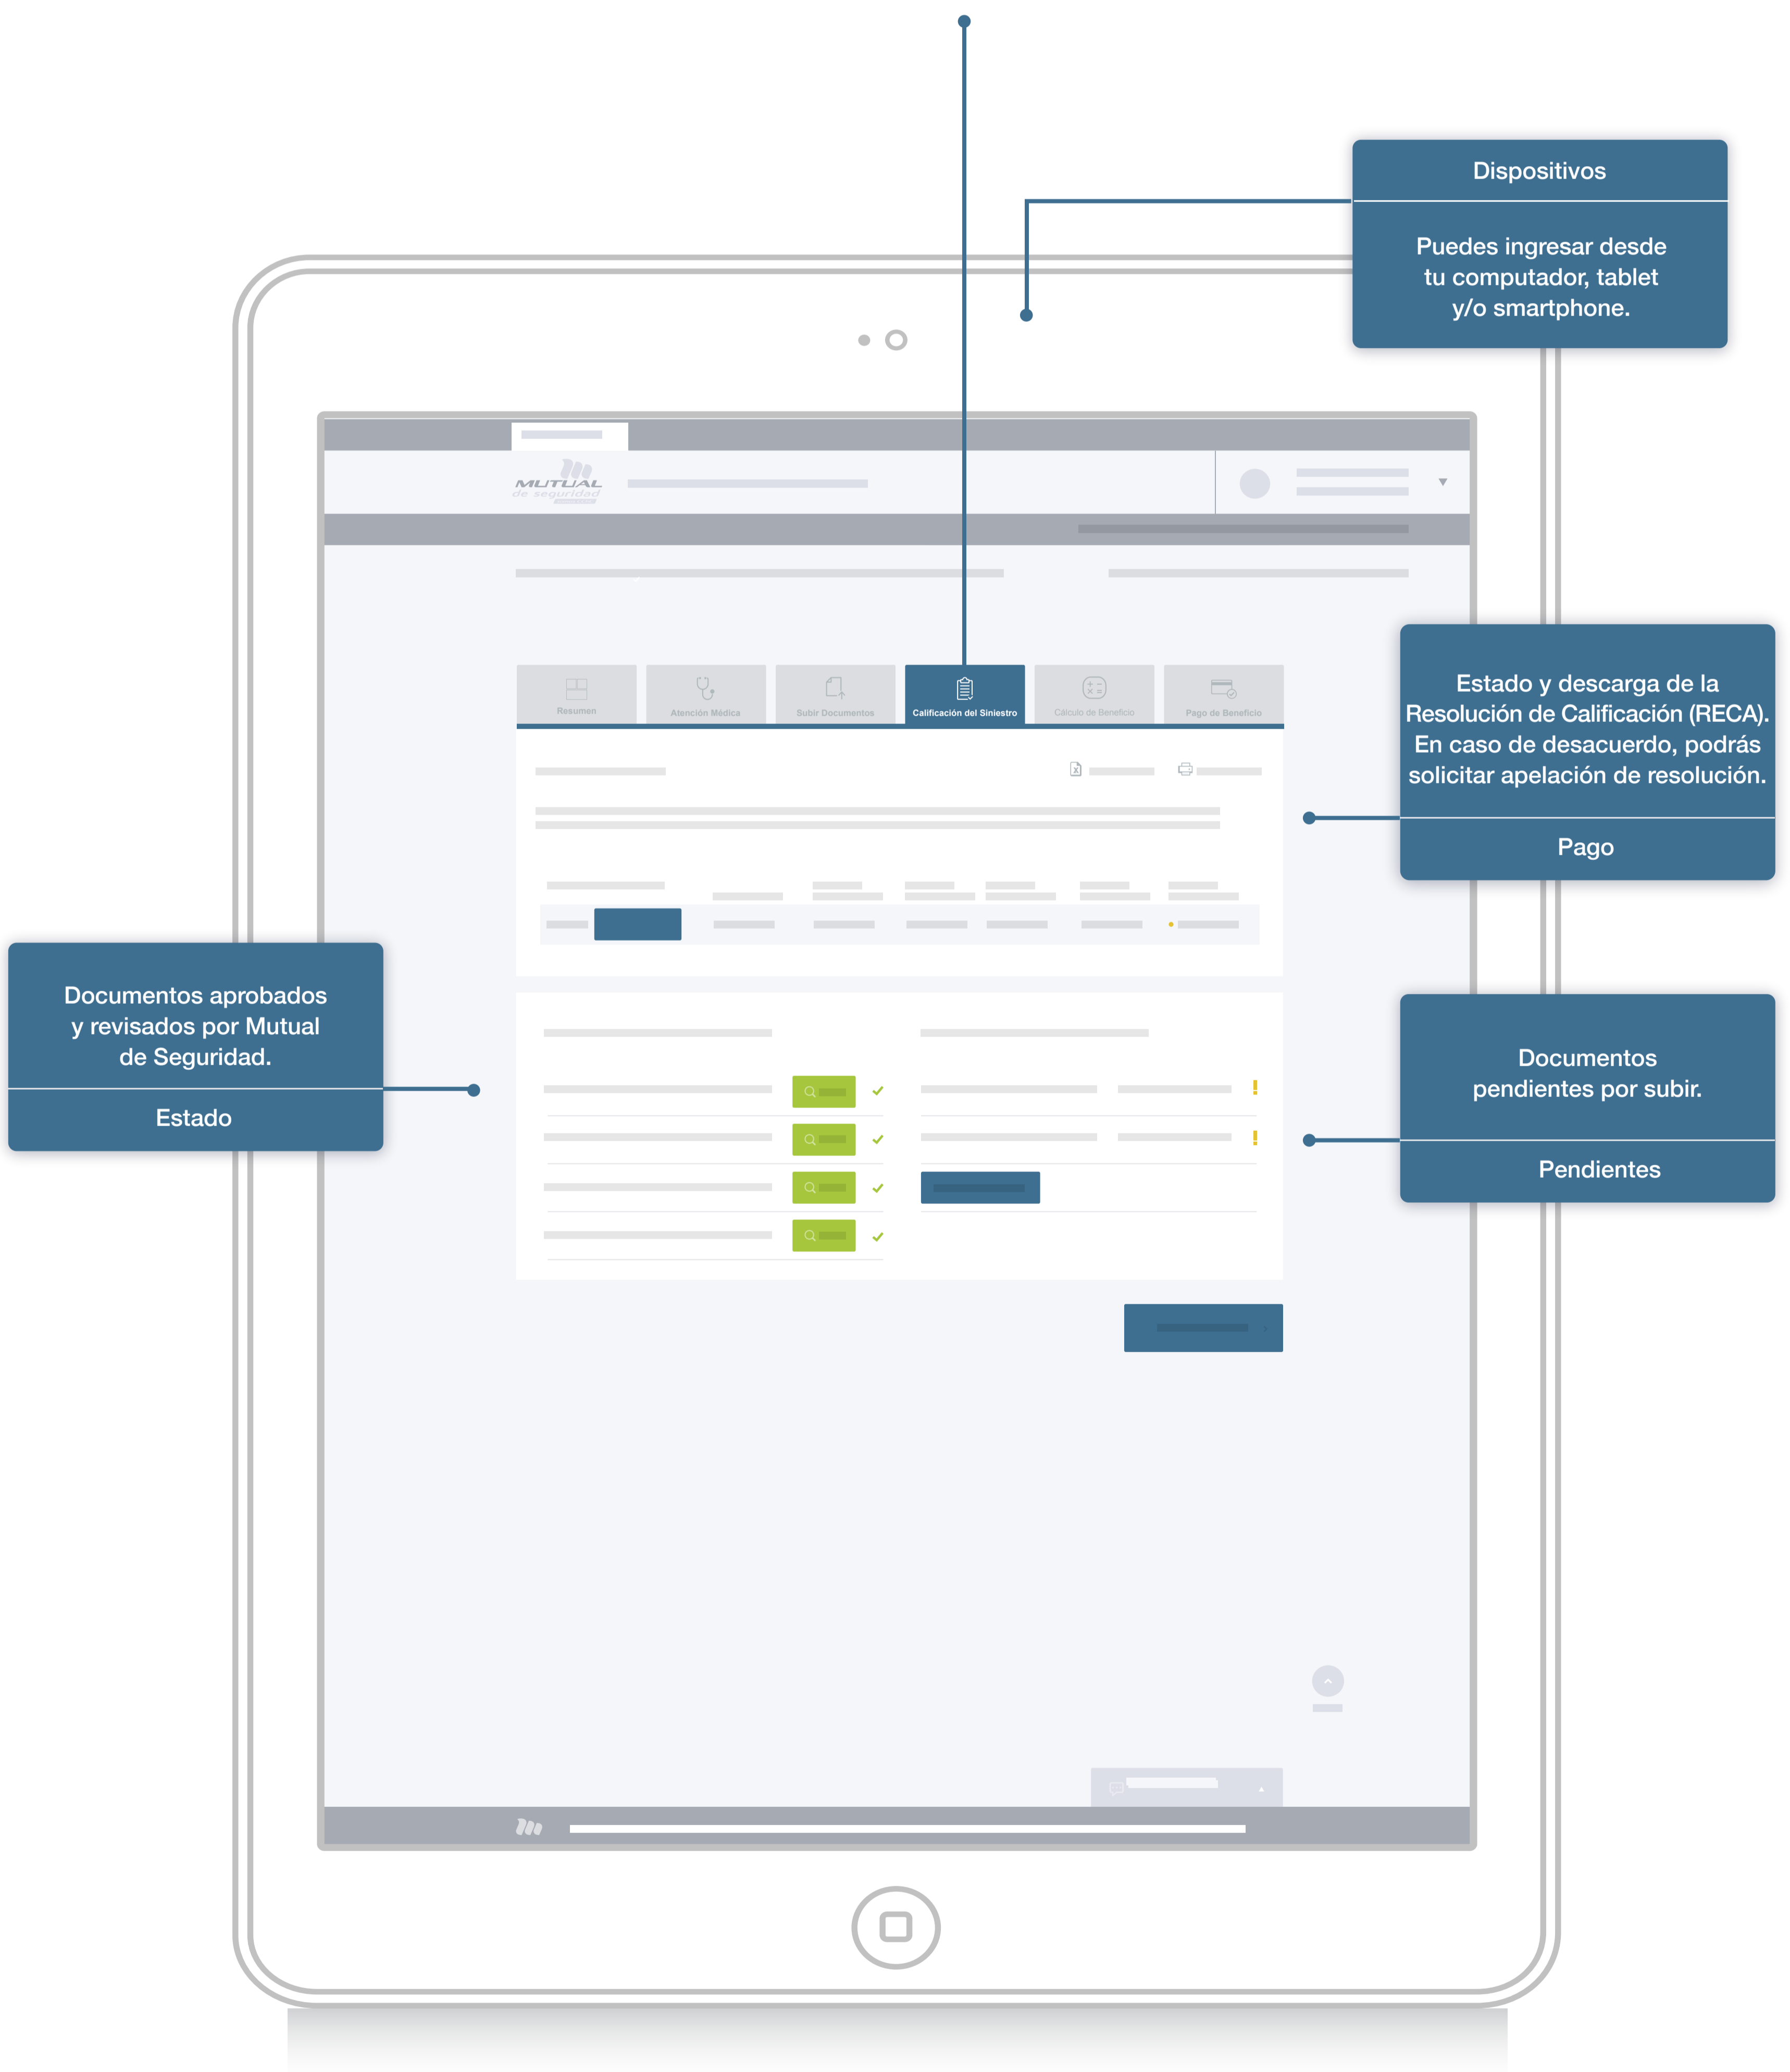 Dispositivos
Puedes ingresar desde
tu computador, tablet
y/o smartphone.
MUTUAL
de seguridad
Resumen
Atención Médica
Subir Documentos
Calificación del Siniestro
Cálculo de Beneficio
Pago de Beneficio
Estado y descarga de la
Resolución de Calificación (RECA).
En caso de desacuerdo, podrás
solicitar apelación de resolución.
Pago
Documentos aprobados
y revisados por Mutual
de Seguridad.
Estado
Documentos
pendientes por subir.
Pendientes